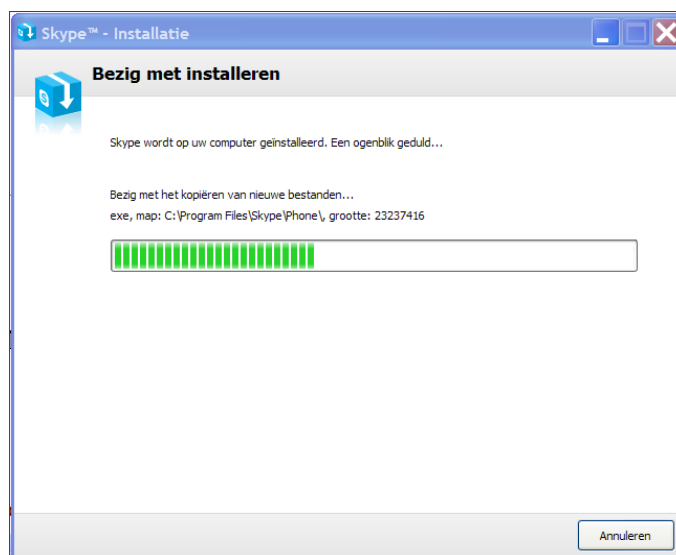 Skype™ - Installatie
Bezig met installeren
Skype wordt op uw computer geïnstalleerd. Een ogenblik geduld...
Bezig met het kopiëren van nieuwe bestanden...
exe, map: C:\Program Files\Skype\Phone\, grootte: 23237416
Annuleren